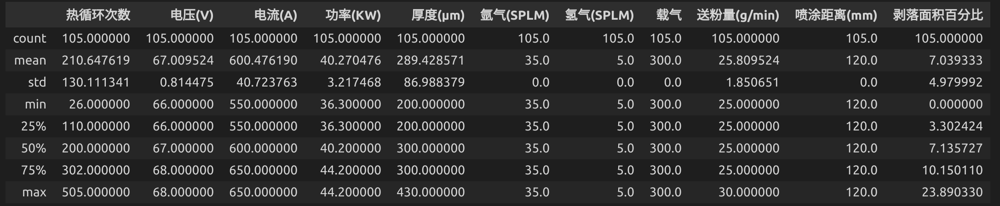 热循环次数 电压(V) 电流(A) 功率(KW) 厚度(μm) 氩气(SPLM) 氢气(SPLM) 载气 送粉量(g/min) 喷涂距离(mm) 剥落面积百分比
count 105.000000 105.000000 105.000000 105.000000 105.000000 105.0 105.0 105.0 105.000000 105.0 105.000000
mean 210.647619 67.009524 600.476190 40.270476 289.428571 35.0 5.0 300.0 25.809524 120.0 7.039333
std 130.111341 0.814475 40.723763 3.217468 86.988379 0.0 0.0 0.0 1.850651 0.0 4.979992
min 26.000000 66.000000 550.000000 36.300000 200.000000 35.0 5.0 300.0 25.000000 120.0 0.000000
25% 110.000000 66.000000 550.000000 36.300000 200.000000 35.0 5.0 300.0 25.000000 120.0 3.302424
50% 200.000000 67.000000 600.000000 40.200000 300.000000 35.0 5.0 300.0 25.000000 120.0 7.135727
75% 302.000000 68.000000 650.000000 44.200000 300.000000 35.0 5.0 300.0 25.000000 120.0 10.150110
max 505.000000 68.000000 650.000000 44.200000 430.000000 35.0 5.0 300.0 30.000000 120.0 23.890330